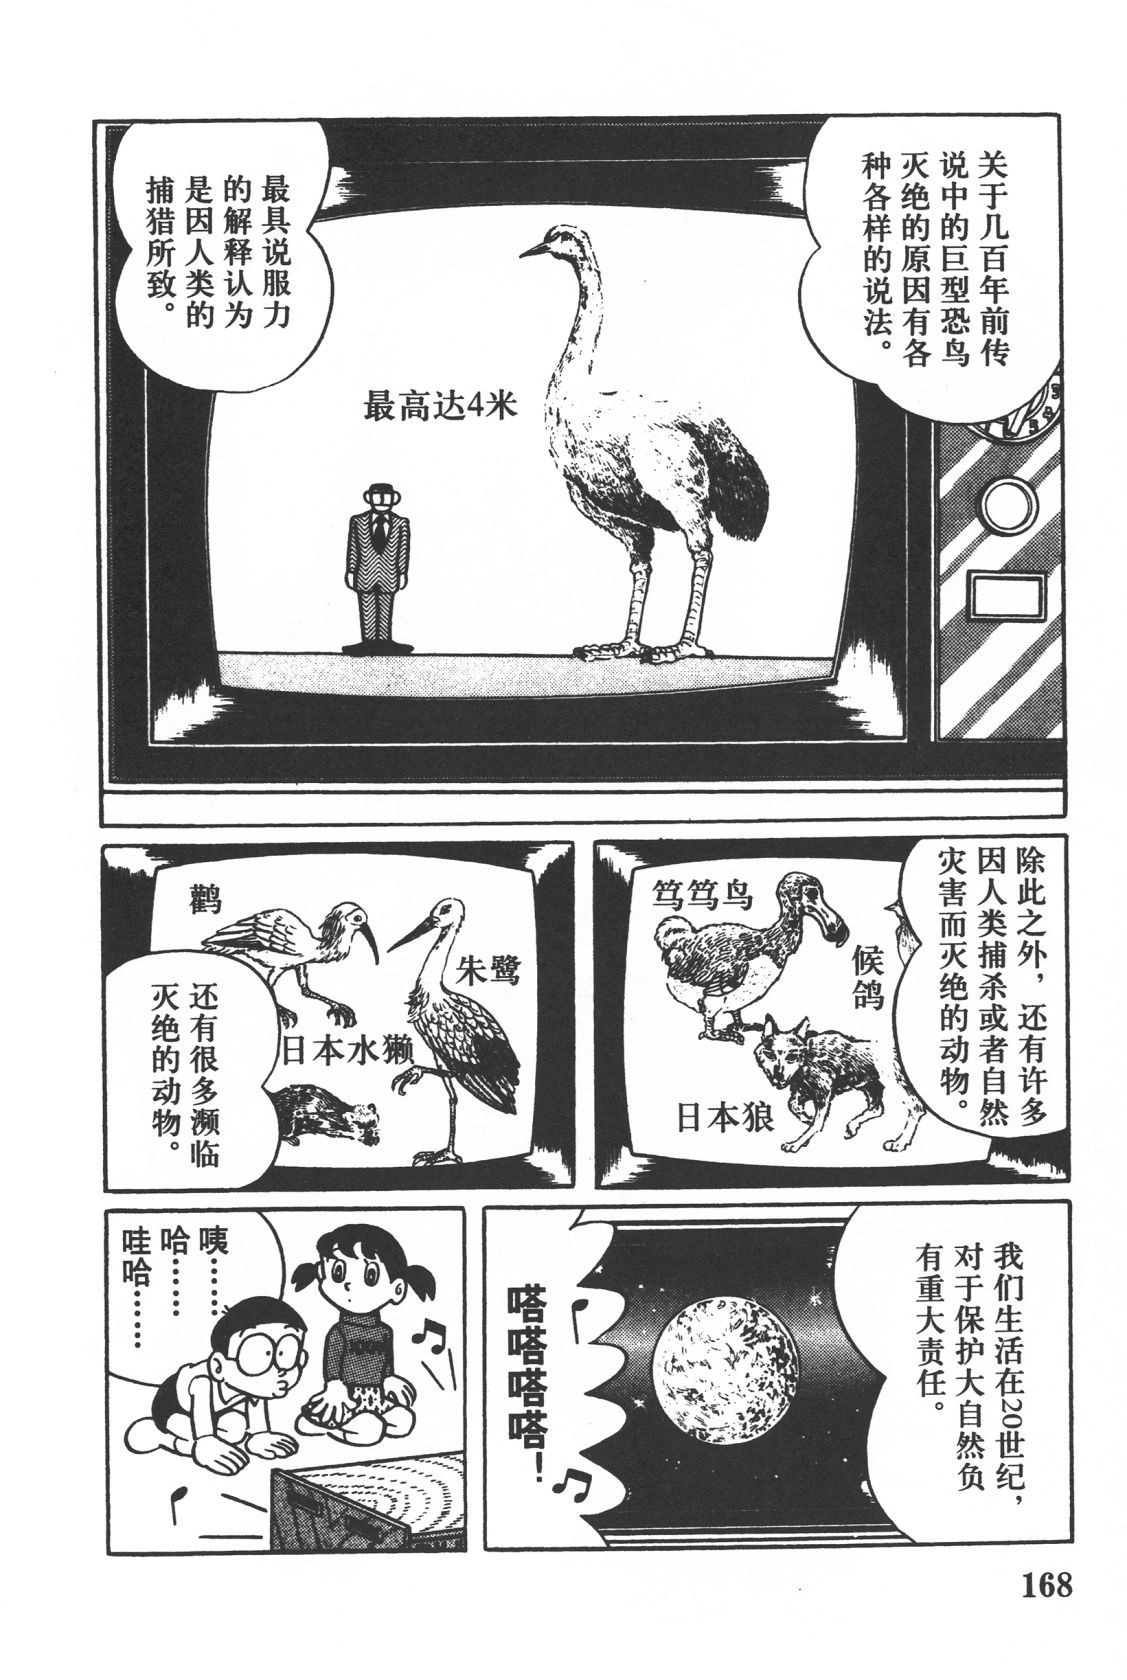 关于几百年前传
说中的巨型恐鸟
灭绝的原因有各
种各样的说法。
最具说服力
的解释认为
是因人类的
捕猎所致。
最高达4米
3
4
5
除此之外，还有许多
因人类捕杀或者自然
灾害而灭绝的动物。
笃笃鸟
候鸽
日本狼
鹳
朱鹭
日本水獭
还有很多濒临
灭绝的动物。
我们生活在20世纪，
对于保护大自然负
有重大责任。
嗒嗒嗒嗒！
咦……
哈……
哇哈……
168